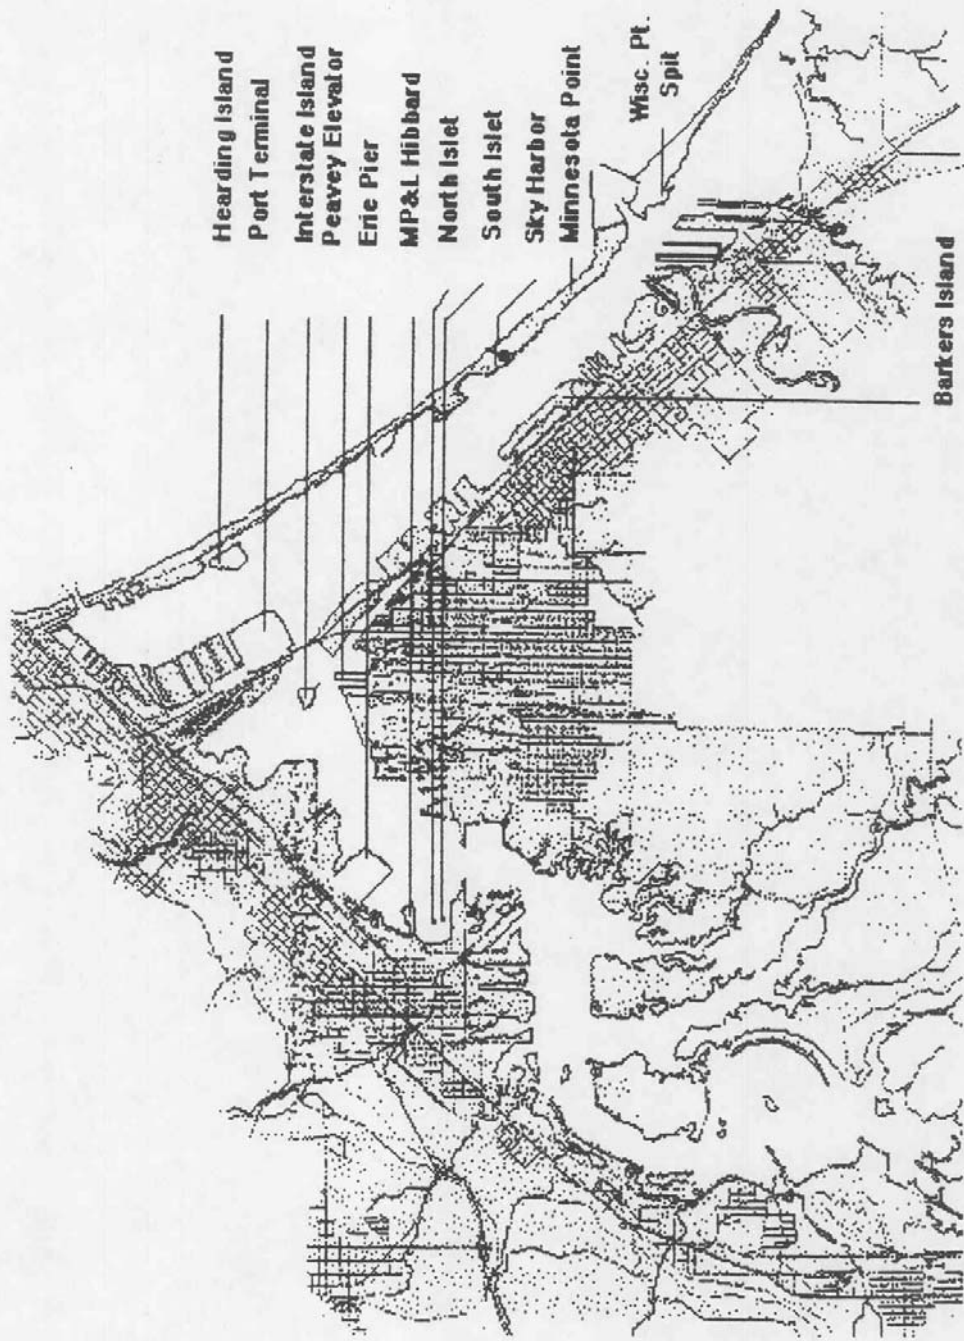 Hearding Island
Port Terminal
Interstate Island
Peavey Elevator
Erie Pier
MP&L Hibbard
North Islet
South Islet
Sky Harbor
Minnesota Point
Wisc. Pt.
Spit
Barkers Island